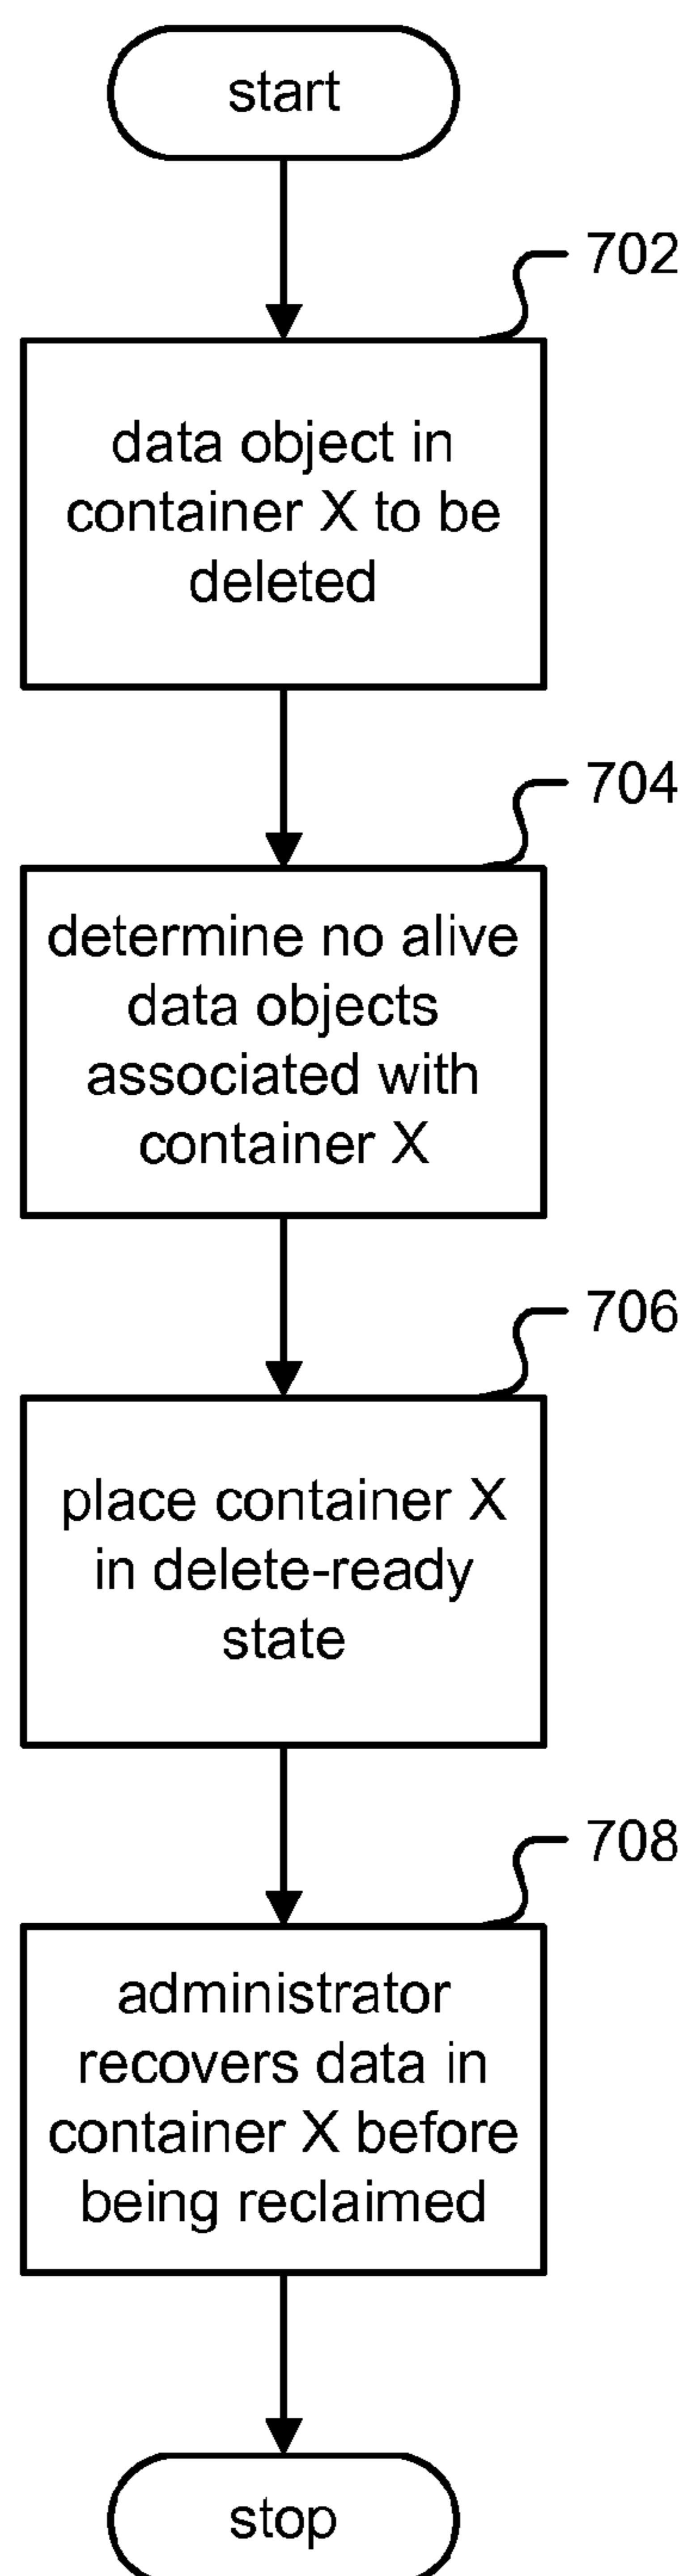 start
702
data object in
container X to be
deleted
704
determine no alive
data objects
associated with
container X
706
place container X
in delete-ready
state
708
administrator
recovers data in
container X before
being reclaimed
stop